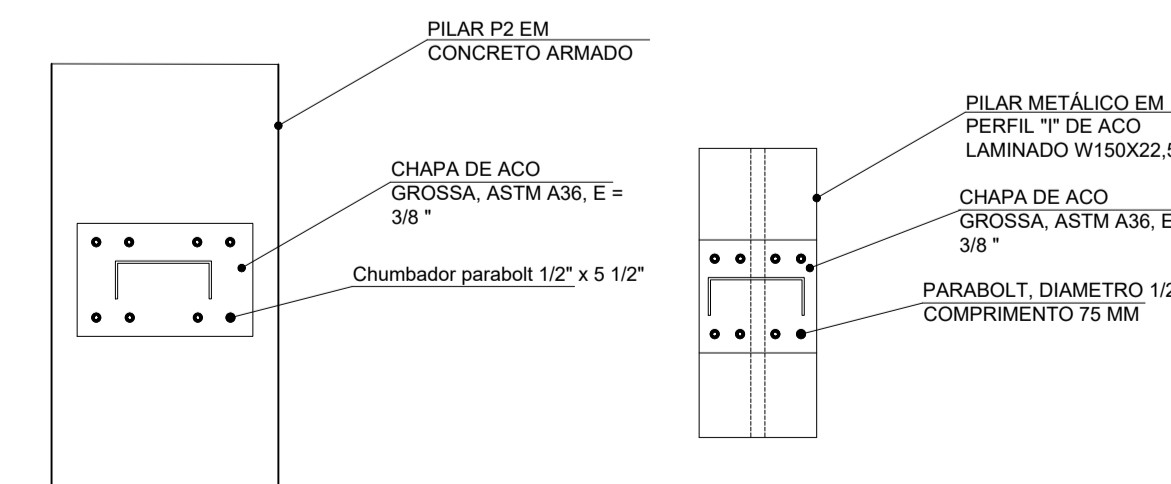 PILAR P2 EM
CONCRETO ARMADO
CHAPA DE ACO
GROSSA, ASTM A36, E =
3/8 "
Chumbador parabolt 1/2" x 5 1/2"
PILAR METÁLICO EM
PERFIL "I" DE ACO
LAMINADO W150X22,5
CHAPA DE ACO
GROSSA, ASTM A36, E
3/8 "
PARABOLT, DIAMETRO 1/2
COMPRIMENTO 75 MM